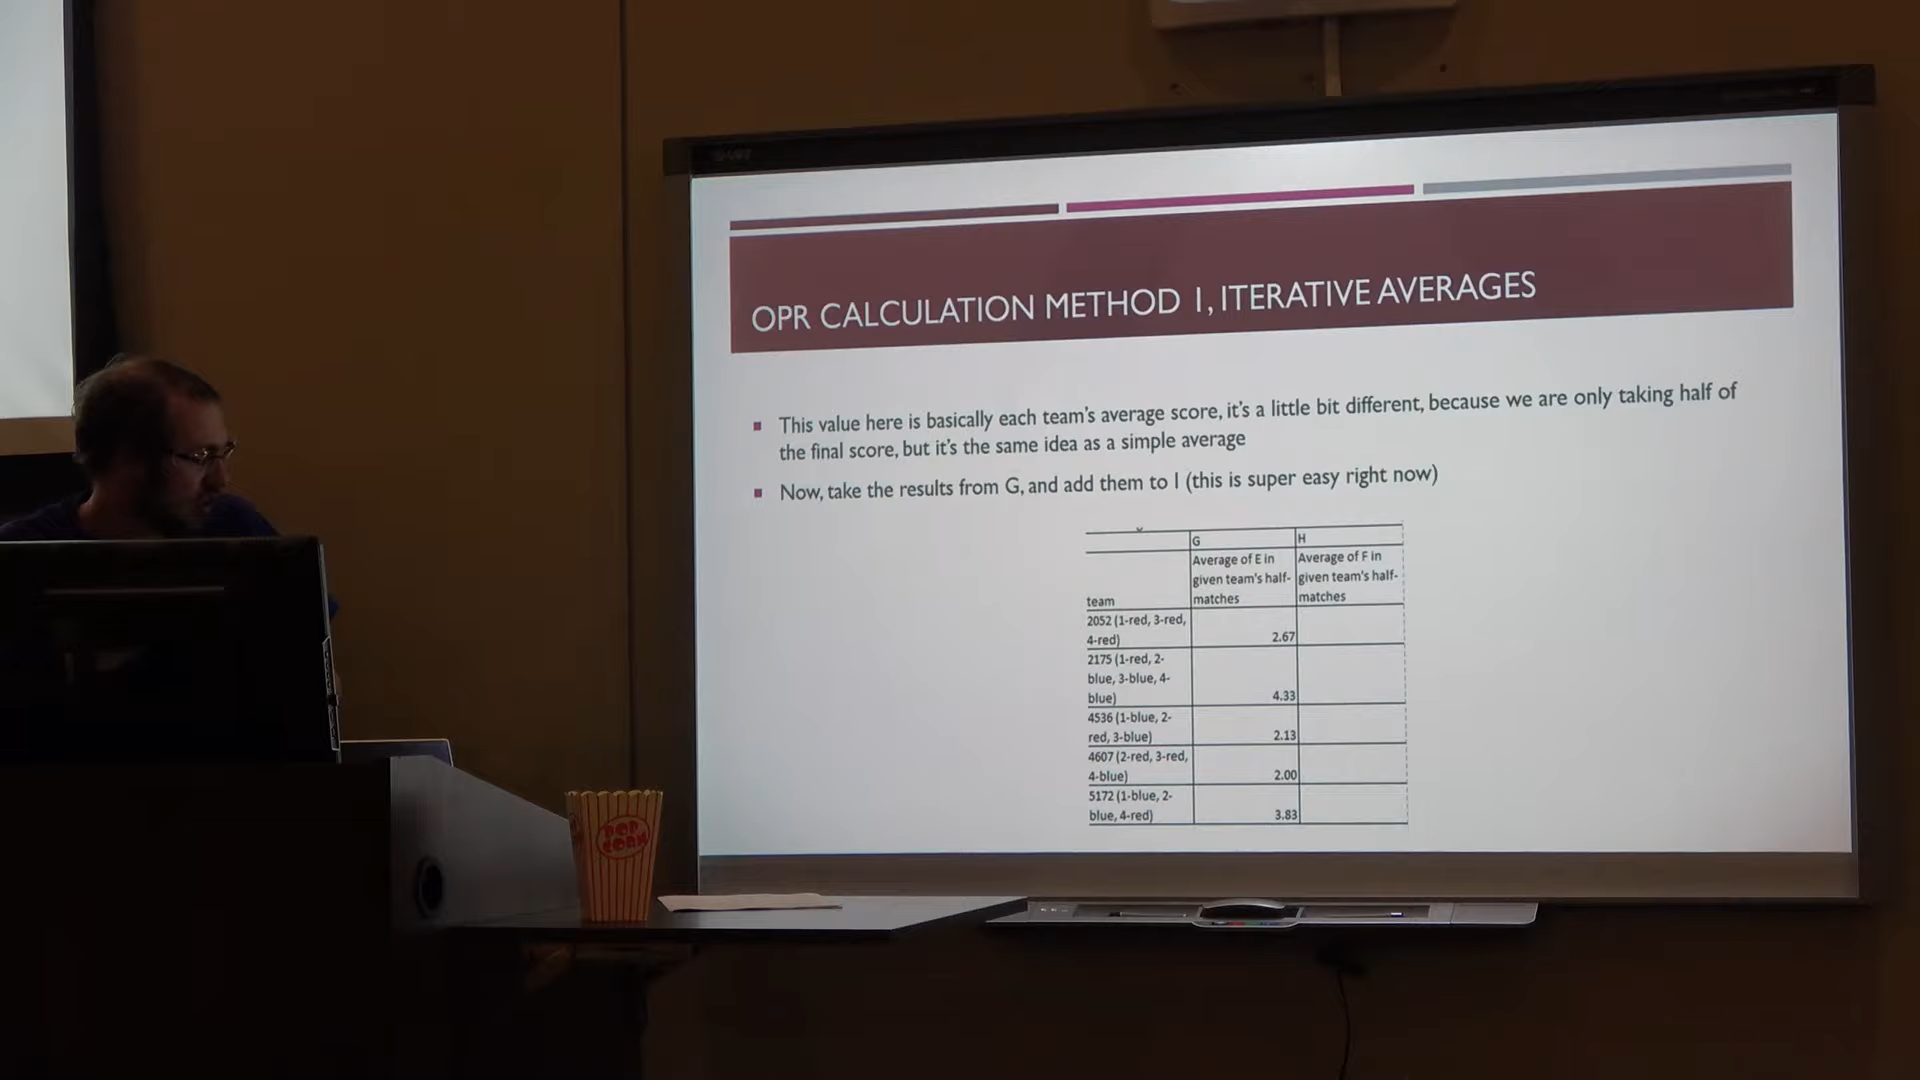 OPR CALCULATION METHOD 1, ITERATIVE AVERAGES
This value here is basically each team's average score, it's a little bit different, because we are only taking half of
the final score, but it's the same idea as a simple average
Now, take the results from G, and add them to I (this is super easy right now)
G H
Average of E in Average of F in
given team's half- given team's half-
team matches matches
2052 (1-red, 3-red,
4-red) 2.67
2175 (1-red, 2-
blue, 3-blue, 4-
blue) 4.33
4536 (1-blue, 2-
red, 3-blue) 2.13
4607 (2-red, 3-red,
4-blue) 2.00
5172 (1-blue, 2-
blue, 4-red) 3.83
POP
CORN